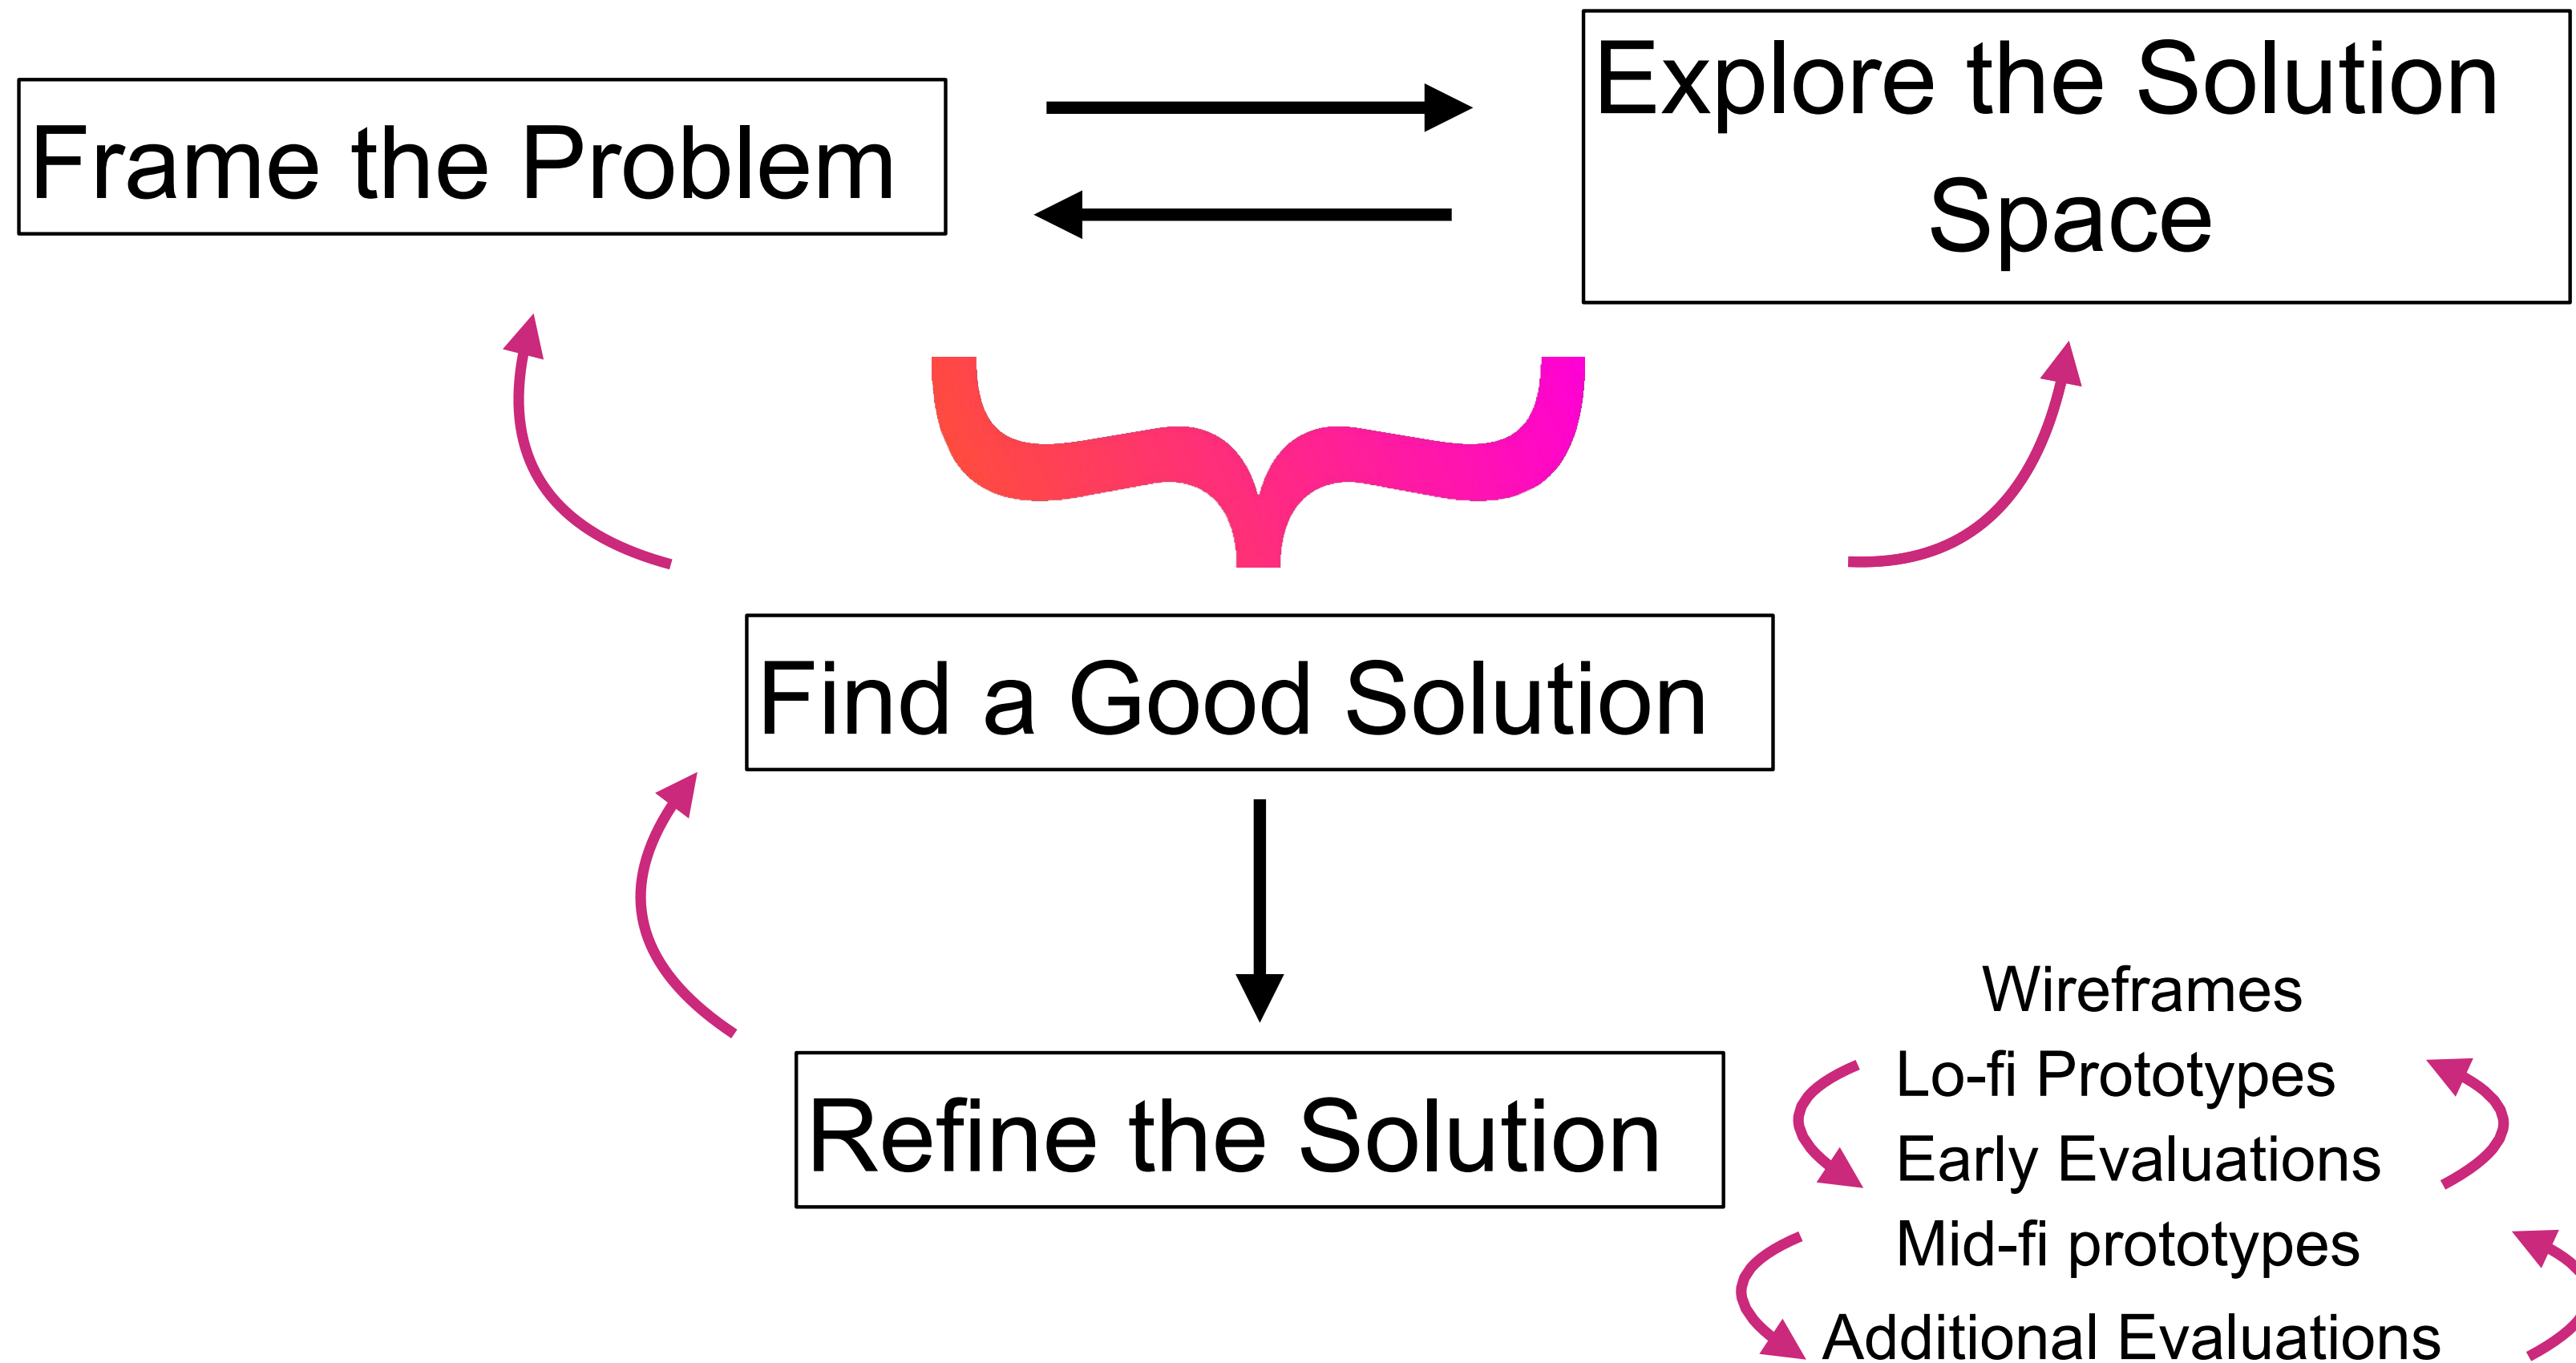 Frame the Problem
Explore the Solution
Space
Find a Good Solution
Refine the Solution
Wireframes
Lo-fi Prototypes
Early Evaluations
Mid-fi prototypes
Additional Evaluations